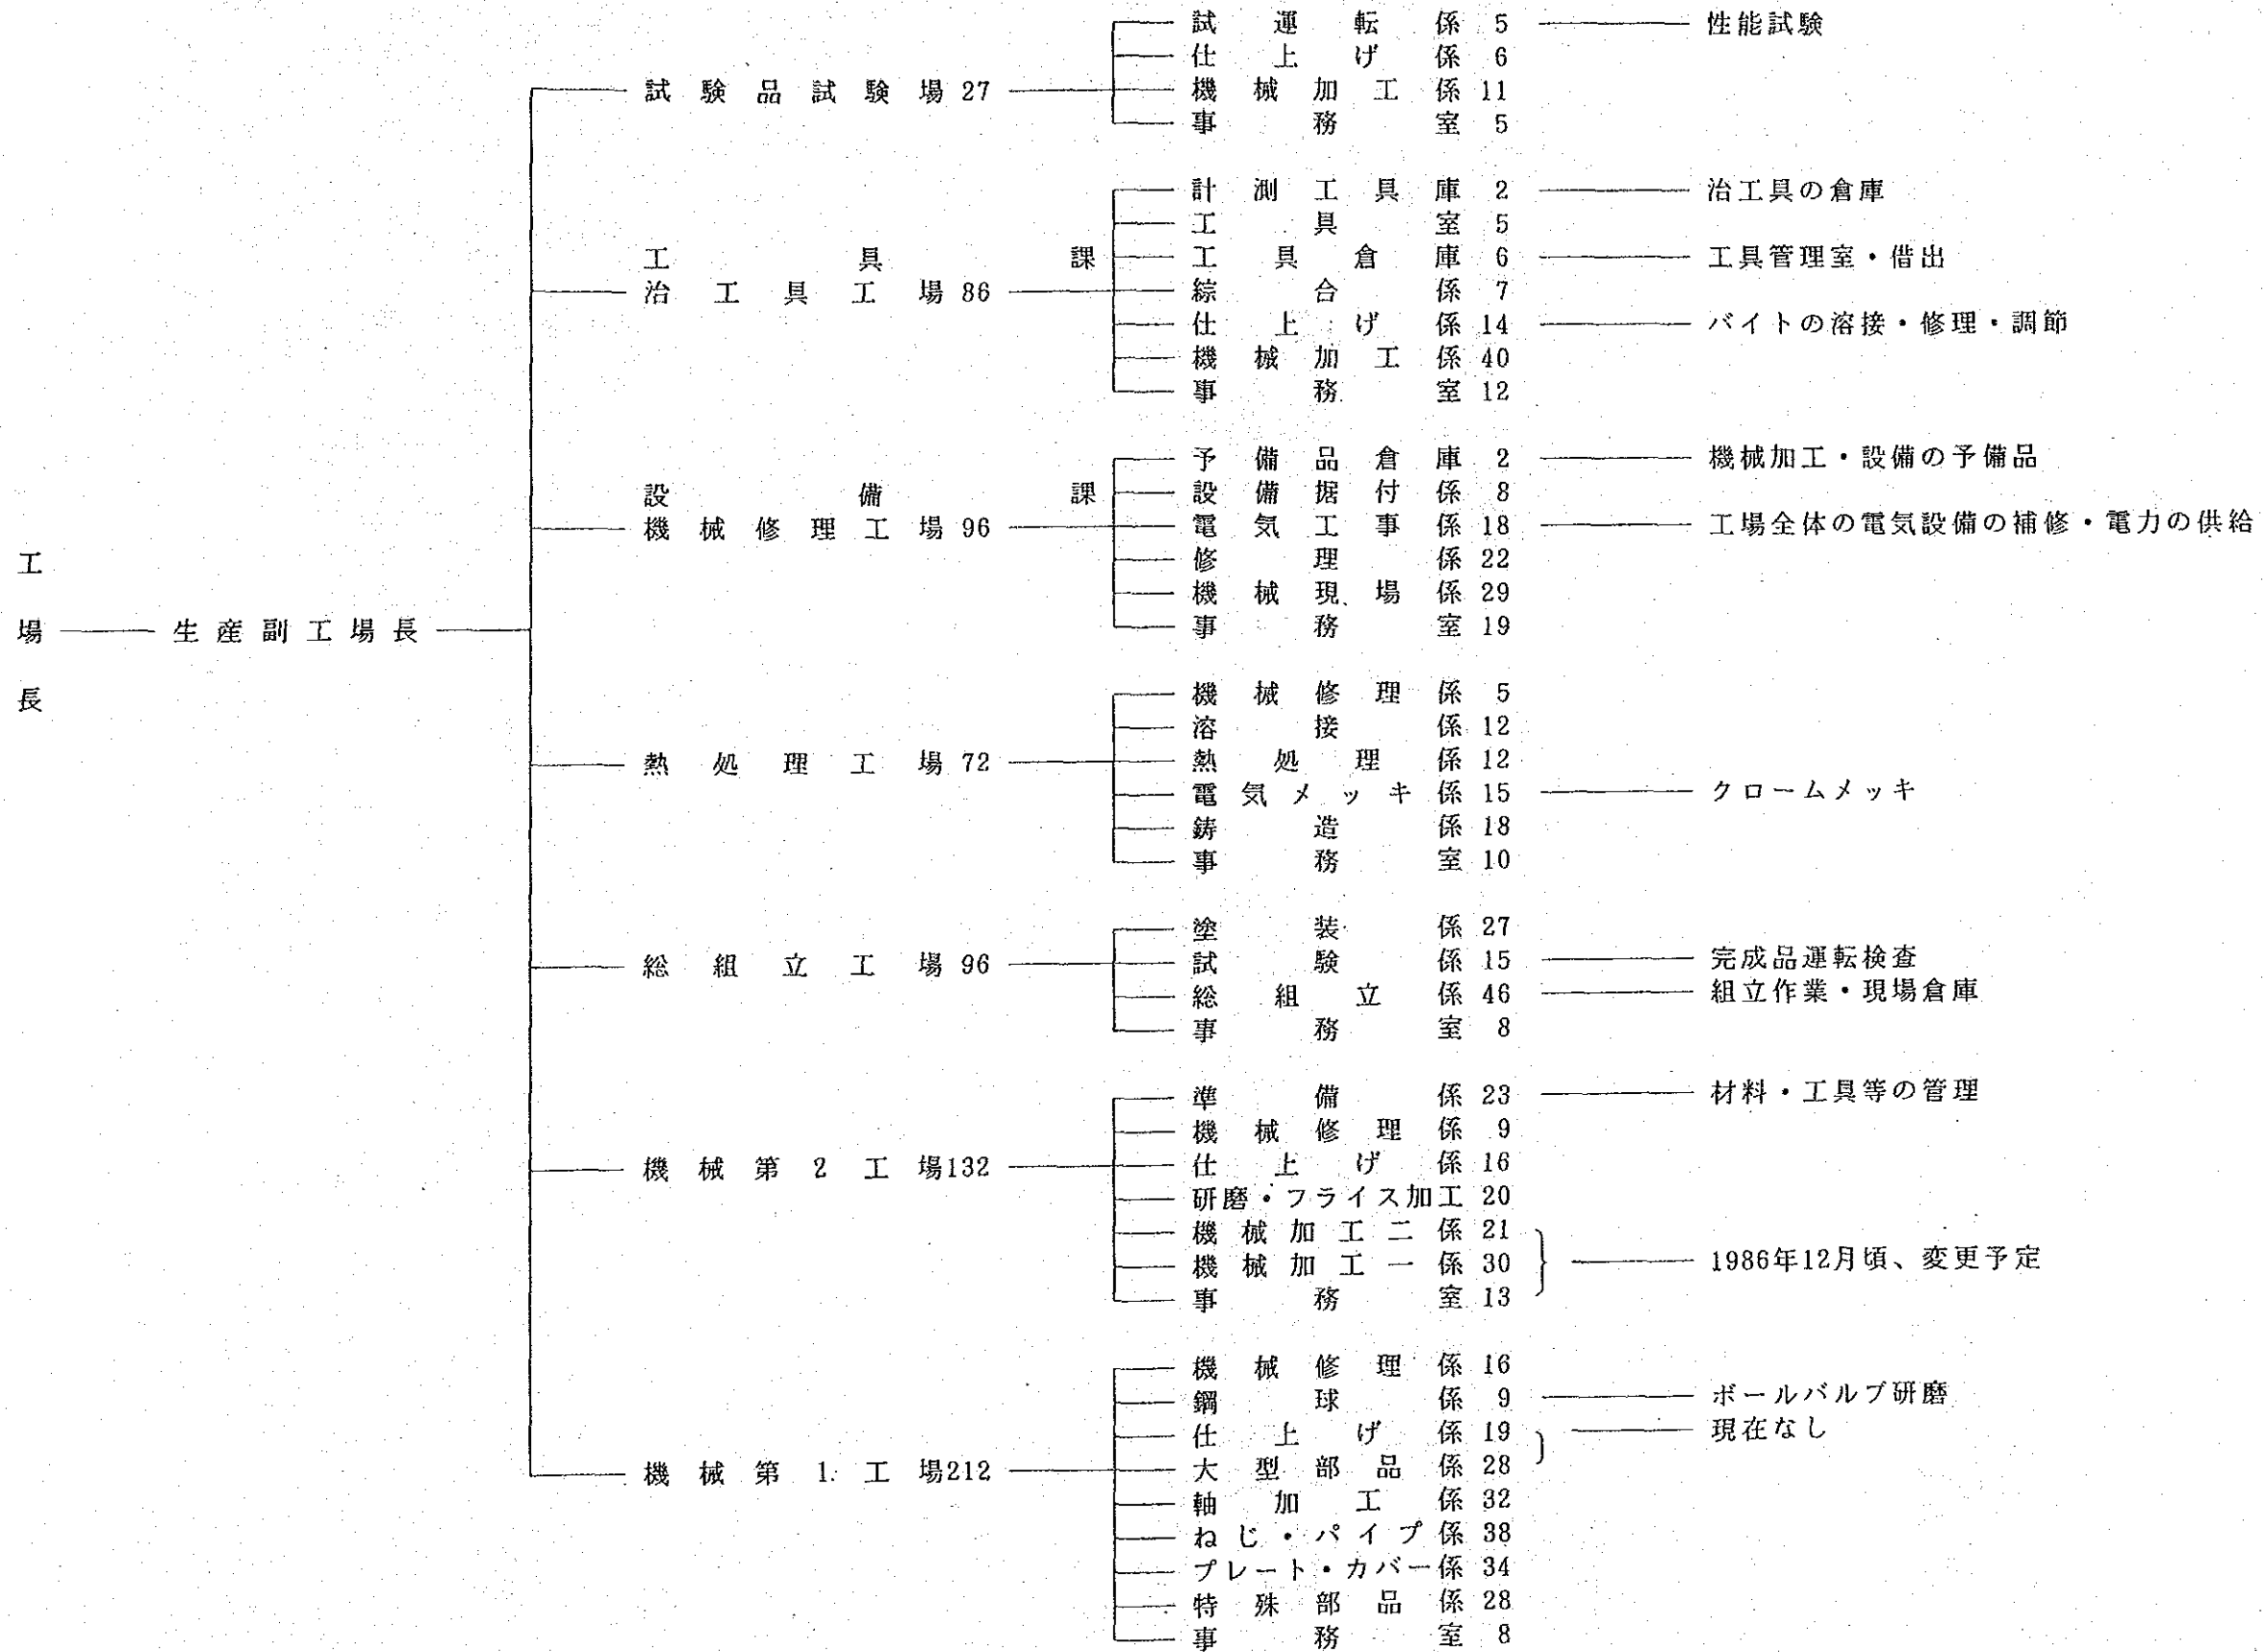 試運転係 5 性能試験
仕上げ係 6
試験品試験場 27 機械加工係 11
事務室 5
計測工具庫 2 治工具の倉庫
工具室 5
工具課 工具倉庫 6 工具管理室・借出
治工具工場 86 綜合係 7
仕上げ係 14 バイトの溶接・修理・調節
機械加工係 40
事務室 12
予備品倉庫 2 機械加工・設備の予備品
設備課 設備据付係 8
機械修理工場 96 電気工事係 18 工場全体の電気設備の補修・電力の供給
修理係 22
機械現場係 29
工場長 生産副工場長 事務室 19
機械修理係 5
溶接係 12
熱処理工場 72 熱処理係 12
電気メッキ係 15 クロームメッキ
鋳造係 18
事務室 10
塗装係 27
総組立工場 96 試験係 15 完成品運転検査
総組立係 46 組立作業・現場倉庫
事務室 8
準備係 23 材料・工具等の管理
機械修理係 9
機械第2工場 132 仕上げ係 16
研磨・フライス加工 20
機械加工二係 21
機械加工一係 30 1986年12月頃、変更予定
事務室 13
機械修理係 16
鋼球係 9 ボールバルブ研磨
仕上げ係 19 現在なし
機械第1工場 212 大型部品係 28
軸加工係 32
ねじ・パイプ係 38
プレート・カバー係 34
特殊部品係 28
事務室 8